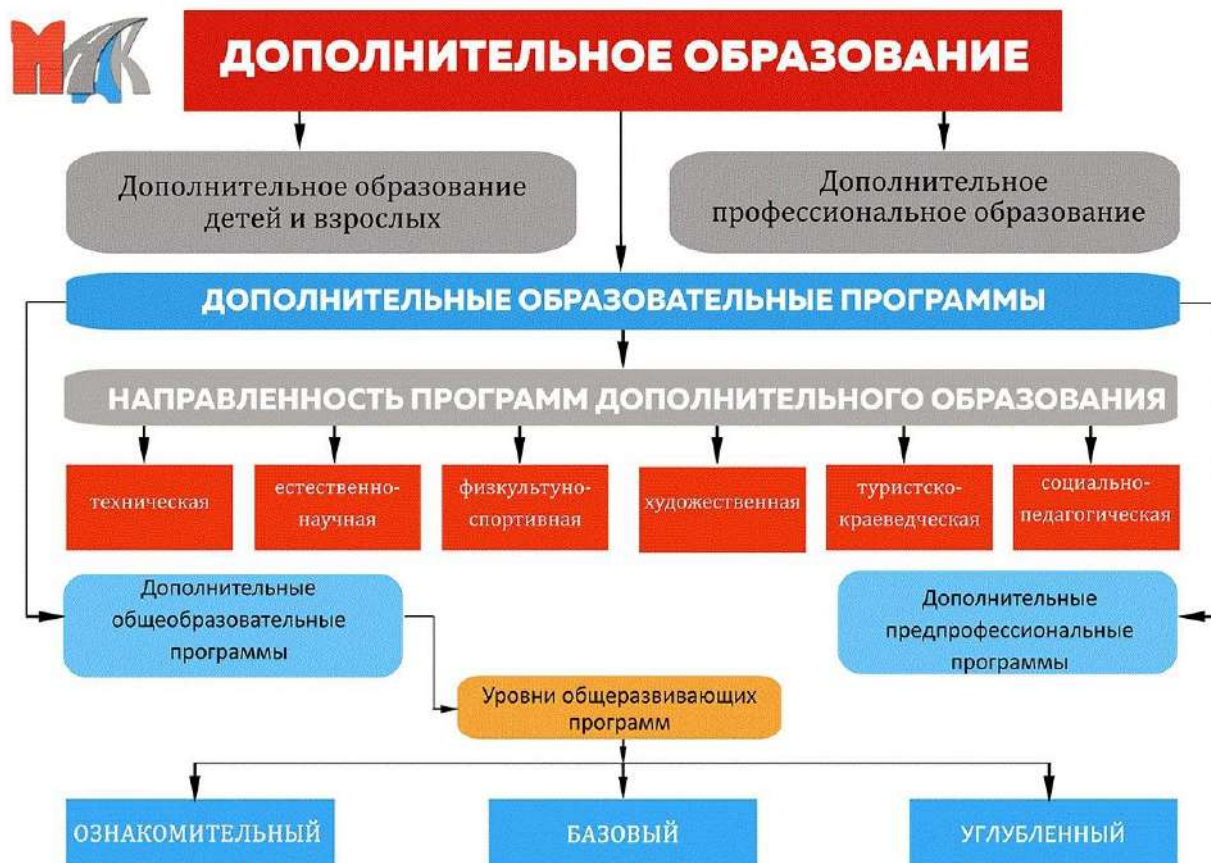 МАК
ДОПОЛНИТЕЛЬНОЕ ОБРАЗОВАНИЕ
Дополнительное образование
детей и взрослых
Дополнительное
профессиональное образование
ДОПОЛНИТЕЛЬНЫЕ ОБРАЗОВАТЕЛЬНЫЕ ПРОГРАММЫ
НАПРАВЛЕННОСТЬ ПРОГРАММ ДОПОЛНИТЕЛЬНОГО ОБРАЗОВАНИЯ
техническая
естественно-
научная
физкультуно-
спортивная
художественная
туристско-
краеведческая
социально-
педагогическая
Дополнительные
общеобразовательные
программы
Дополнительные
предпрофессиональные
программы
Уровни общеразвивающих
программ
ОЗНАКОМИТЕЛЬНЫЙ
БАЗОВЫЙ
УГЛУБЛЕННЫЙ